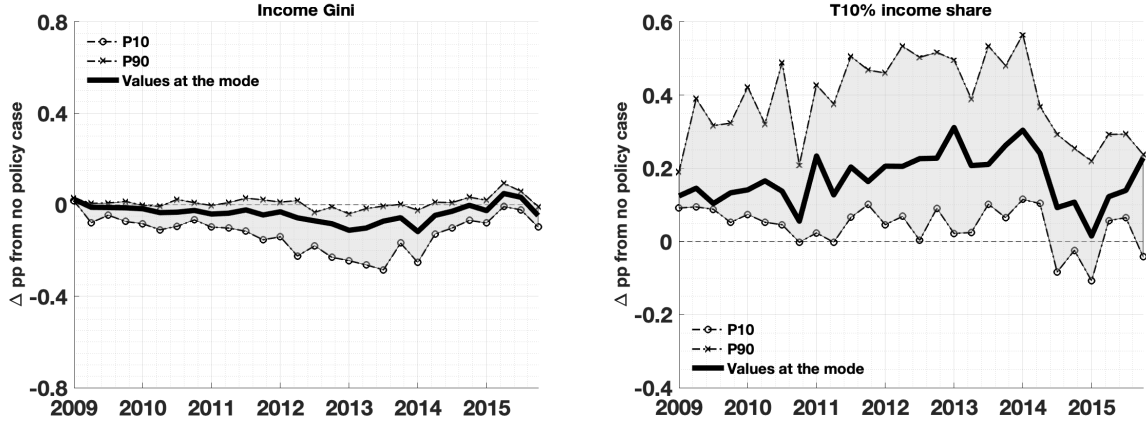 Income Gini
Δ pp from no policy case
0.8
0.4
0
-0.4
-0.8
P10
P90
Values at the mode
2009 2010 2011 2012 2013 2014 2015
T10% income share
Δ pp from no policy case
0.6
0.4
0.2
0
-0.2
-0.4
P10
P90
Values at the mode
2009 2010 2011 2012 2013 2014 2015